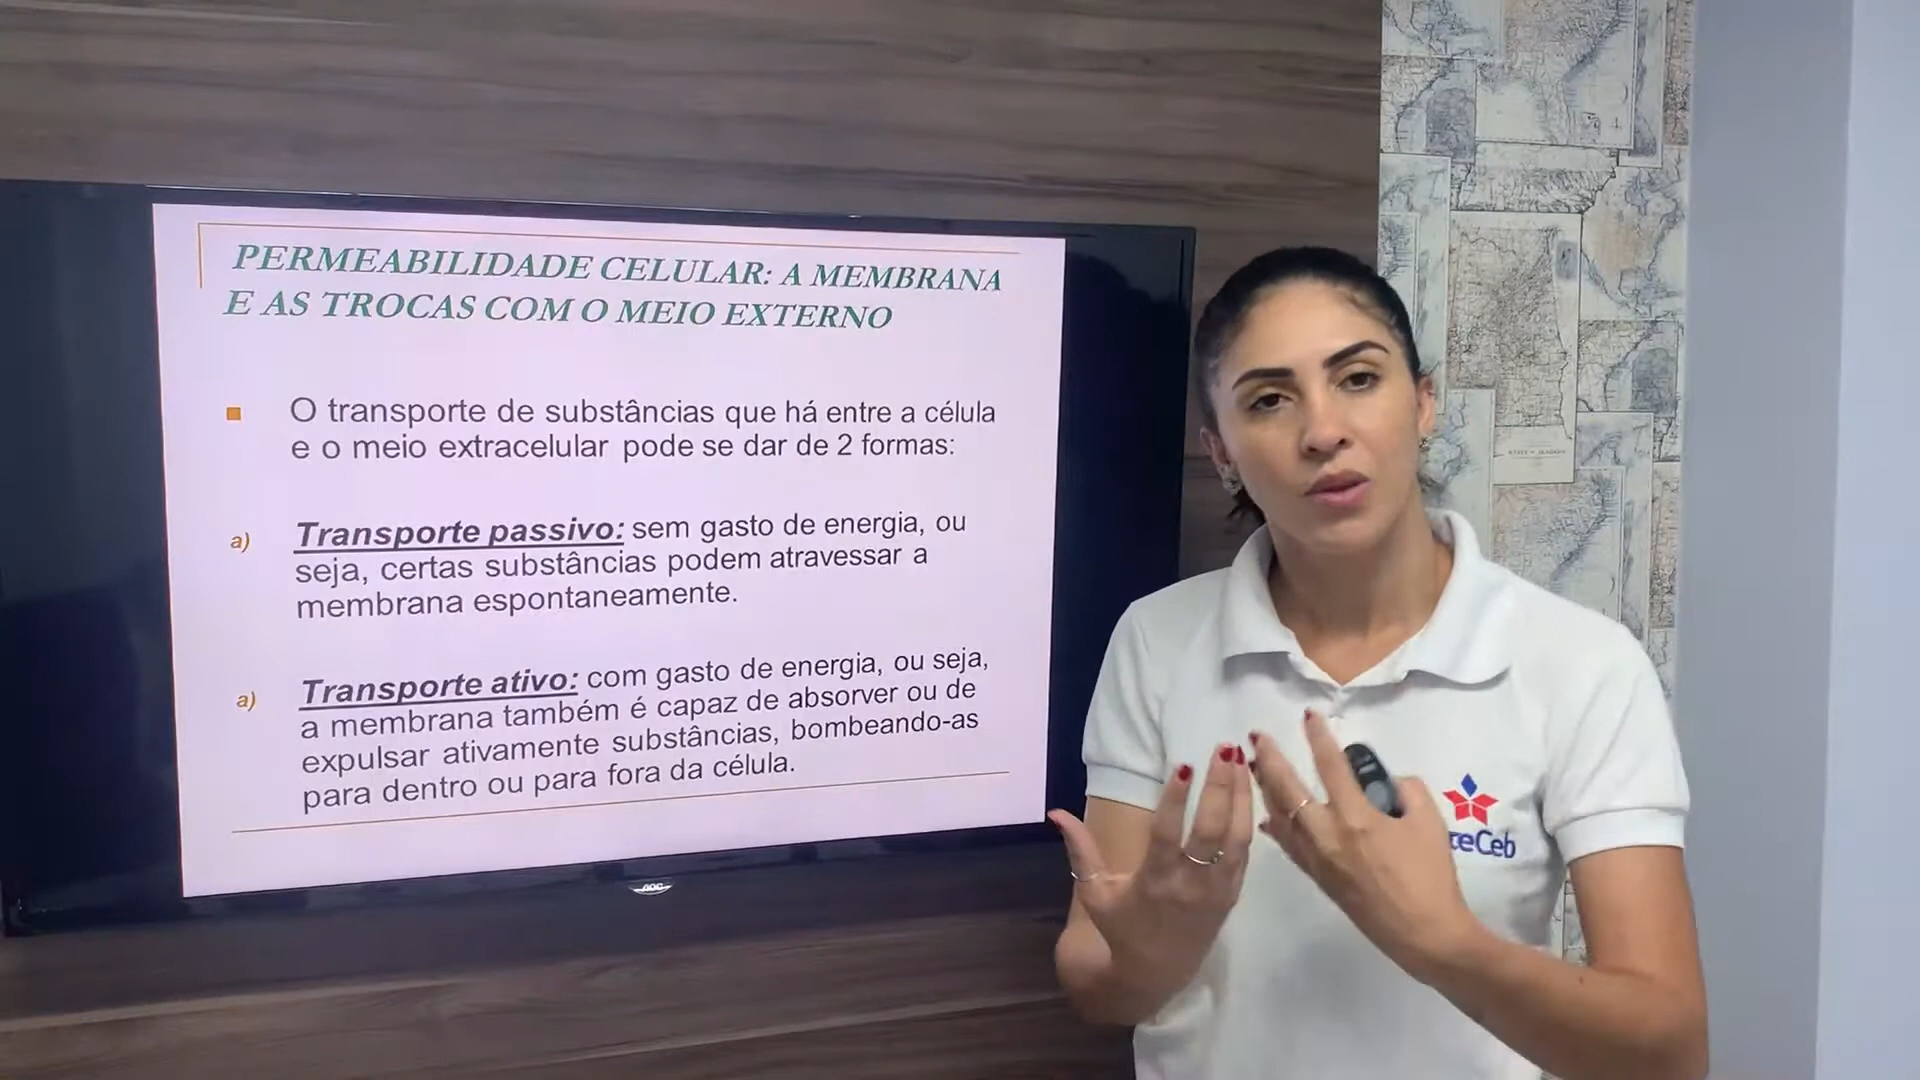 PERMEABILIDADE CELULAR: A MEMBRANA
E AS TROCAS COM O MEIO EXTERNO
O transporte de substâncias que há entre a célula
e o meio extracelular pode se dar de 2 formas:
a) Transporte passivo: sem gasto de energia, ou
seja, certas substâncias podem atravessar a
membrana espontaneamente.
a) Transporte ativo: com gasto de energia, ou seja,
a membrana também é capaz de absorver ou de
expulsar ativamente substâncias, bombeando-as
para dentro ou para fora da célula.
AOC